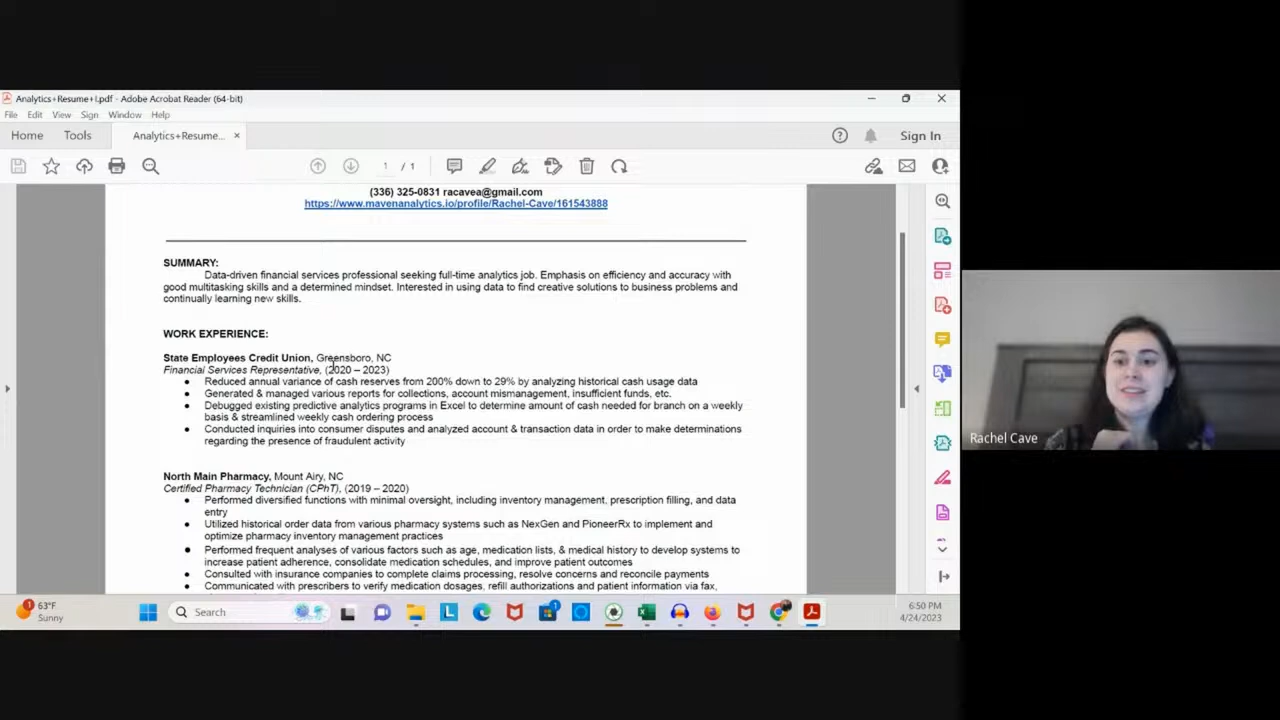 Analytics+Resume+I.pdf - Adobe Acrobat Reader (64-bit)
File Edit View Sign Window Help
Home Tools Analytics+Resume... × Sign In
1 / 1
(336) 325-0831 racavea@gmail.com
https://www.mavenanalytics.io/profile/Rachel-Cave/161543888
SUMMARY:
Data-driven financial services professional seeking full-time analytics job. Emphasis on efficiency and accuracy with
good multitasking skills and a determined mindset. Interested in using data to find creative solutions to business problems and
continually learning new skills.
WORK EXPERIENCE:
State Employees Credit Union, Greensboro, NC
Financial Services Representative, (2020 – 2023)
● Reduced annual variance of cash reserves from 200% down to 29% by analyzing historical cash usage data
● Generated & managed various reports for collections, account mismanagement, insufficient funds, etc.
● Debugged existing predictive analytics programs in Excel to determine amount of cash needed for branch on a weekly
basis & streamlined weekly cash ordering process
● Conducted inquiries into consumer disputes and analyzed account & transaction data in order to make determinations
regarding the presence of fraudulent activity
North Main Pharmacy, Mount Airy, NC
Certified Pharmacy Technician (CPhT), (2019 – 2020)
● Performed diversified functions with minimal oversight, including inventory management, prescription filling, and data
entry
● Utilized historical order data from various pharmacy systems such as NexGen and PioneerRx to implement and
optimize pharmacy inventory management practices
● Performed frequent analyses of various factors such as age, medication lists, & medical history to develop systems to
increase patient adherence, consolidate medication schedules, and improve patient outcomes
● Consulted with insurance companies to complete claims processing, resolve concerns and reconcile payments
● Communicated with prescribers to verify medication dosages, refill authorizations and patient information via fax,
Rachel Cave
1
63°F
Sunny
Search
6:50 PM
4/24/2023